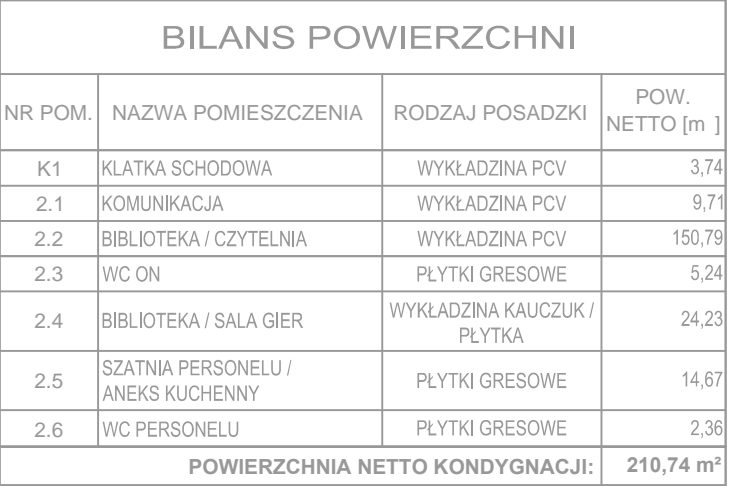 BILANS POWIERZCHNI
NR POM. NAZWA POMIESZCZENIA RODZAJ POSADZKI POW. NETTO [m ]
K1 KLATKA SCHODOWA WYKŁADZINA PCV 3,74
2.1 KOMUNIKACJA WYKŁADZINA PCV 9,71
2.2 BIBLIOTEKA / CZYTELNIA WYKŁADZINA PCV 150,79
2.3 WC ON PŁYTKI GRESOWE 5,24
2.4 BIBLIOTEKA / SALA GIER WYKŁADZINA KAUCZUK / PŁYTKA 24,23
2.5 SZATNIA PERSONELU / ANEKS KUCHENNY PŁYTKI GRESOWE 14,67
2.6 WC PERSONELU PŁYTKI GRESOWE 2,36
POWIERZCHNIA NETTO KONDYGNACJI: 210,74 m²